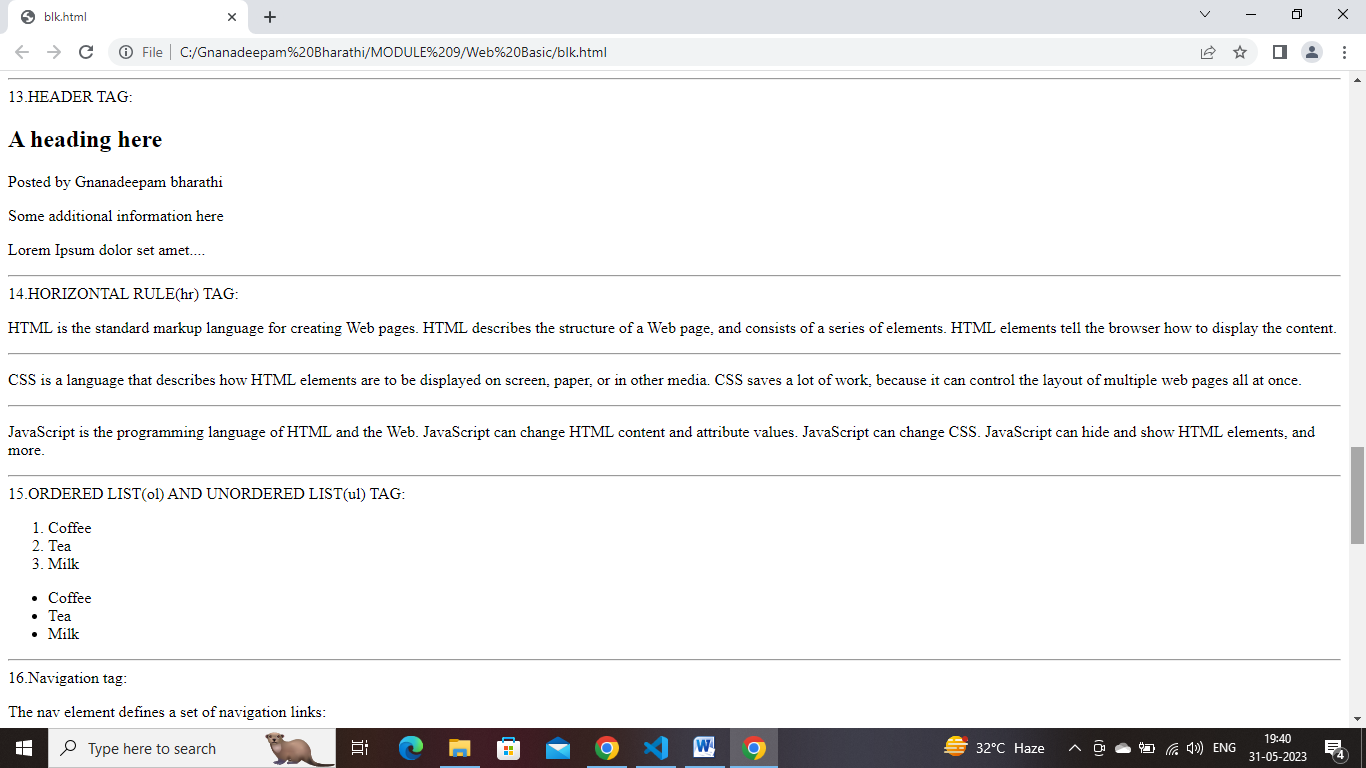 blk.html
File
C:/Gnanadeepam%20Bharathi/MODULE%209/Web%20Basic/blk.html
13.HEADER TAG:
A heading here
Posted by Gnanadeepam bharathi
Some additional information here
Lorem Ipsum dolor set amet....
14.HORIZONTAL RULE(hr) TAG:
HTML is the standard markup language for creating Web pages. HTML describes the structure of a Web page, and consists of a series of elements. HTML elements tell the browser how to display the content.
CSS is a language that describes how HTML elements are to be displayed on screen, paper, or in other media. CSS saves a lot of work, because it can control the layout of multiple web pages all at once.
JavaScript is the programming language of HTML and the Web. JavaScript can change HTML content and attribute values. JavaScript can change CSS. JavaScript can hide and show HTML elements, and
more.
15.ORDERED LIST(ol) AND UNORDERED LIST(ul) TAG:
1. Coffee
2. Tea
3. Milk
• Coffee
• Tea
• Milk
16.Navigation tag:
The nav element defines a set of navigation links:
Type here to search
32°C Haze
ENG
19:40
31-05-2023
4